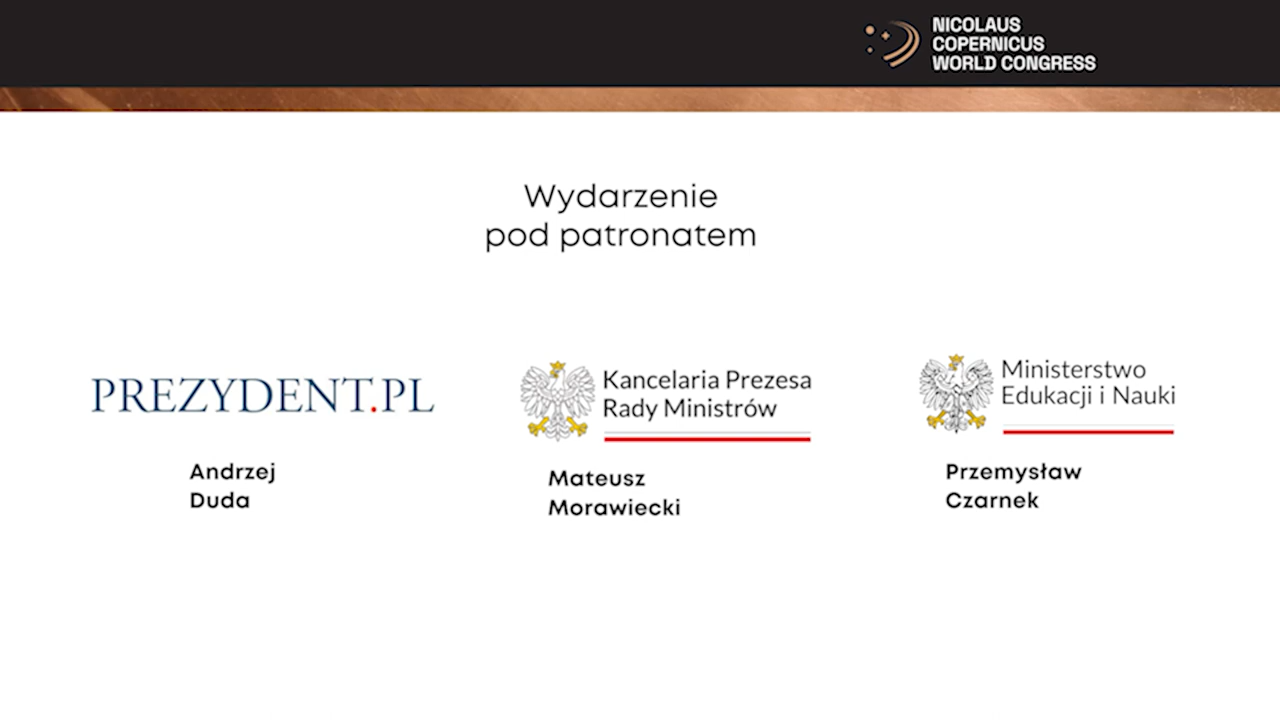 NICOLAUS
COPERNICUS
WORLD CONGRESS
Wydarzenie
pod patronatem
PREZYDENT.PL
Andrzej
Duda
Kancelaria Prezesa
Rady Ministrów
Mateusz
Morawiecki
Ministerstwo
Edukacji i Nauki
Przemysław
Czarnek